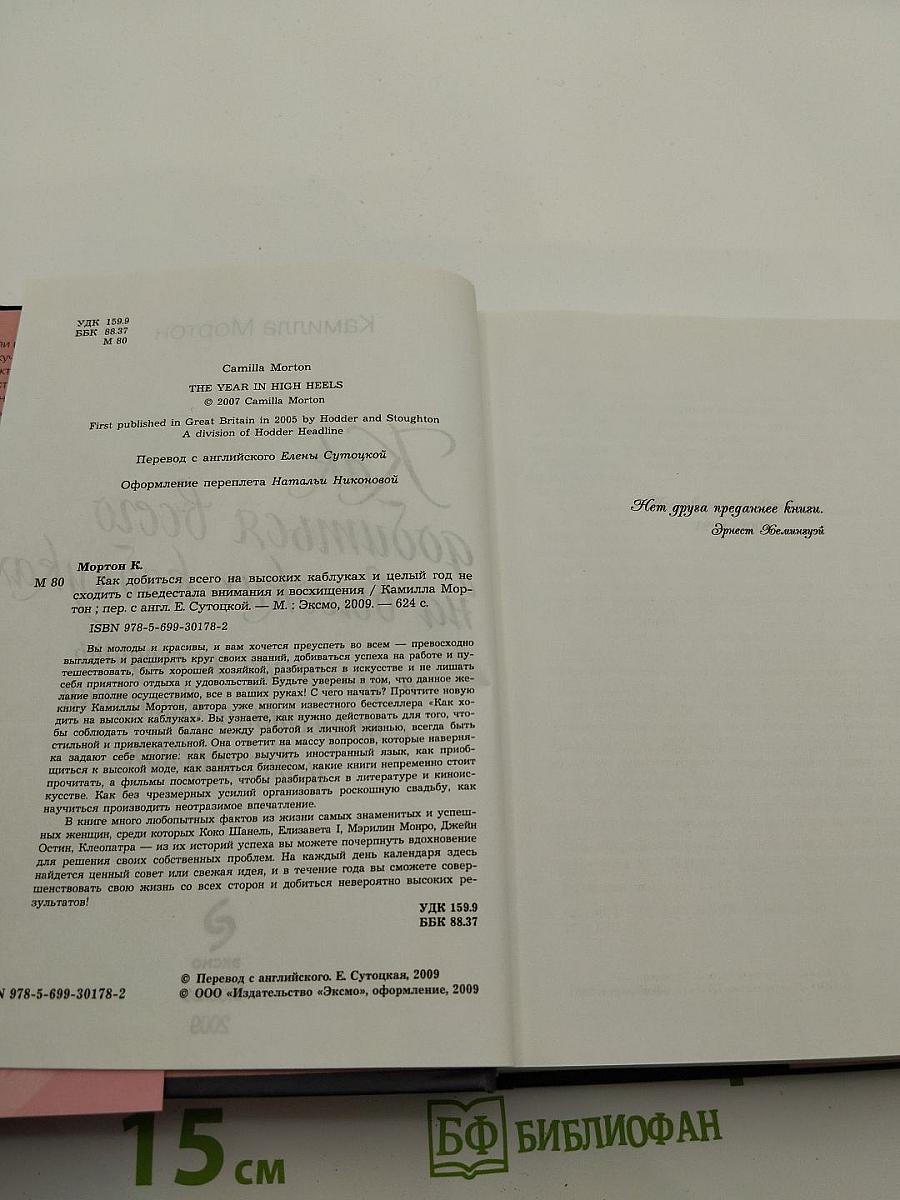 УДК 159.9
ББК 88.37
М 80
Camilla Morton
THE YEAR IN HIGH HEELS
© 2007 Camilla Morton
First published in Great Britain in 2005 by Hodder and Stoughton
A division of Hodder Headline
Перевод с английского Елены Сутоцкой
Оформление переплета Натальи Никоновой
Мортон К.
М 80 Как добиться всего на высоких каблуках и целый год не
сходить с пьедестала внимания и восхищения / Камилла Мор-
тон ; пер. с англ. Е. Сутоцкой. — М. : Эксмо, 2009. — 624 с.
ISBN 978-5-699-30178-2
Вы молоды и красивы, и вам хочется преуспеть во всем — превосходно
выглядеть и расширять круг своих знаний, добиваться успеха на работе и пу-
тешествовать, быть хорошей хозяйкой, разбираться в искусстве и не лишать
себя приятного отдыха и удовольствий. Будьте уверены в том, что данное же-
лание вполне осуществимо, все в ваших руках! С чего начать? Прочтите новую
книгу Камиллы Мортон, автора уже многим известного бестселлера «Как хо-
дить на высоких каблуках». Вы узнаете, как нужно действовать для того, что-
бы соблюдать точный баланс между работой и личной жизнью, всегда быть
стильной и привлекательной. Она ответит на массу вопросов, которые наверня-
ка задают себе многие: как быстро выучить иностранный язык, как приоб-
щиться к высокой моде, как заняться бизнесом, какие книги непременно стоит
прочитать, а фильмы посмотреть, чтобы разбираться в литературе и киноис-
кусстве. Как без чрезмерных усилий организовать роскошную свадьбу, как
научиться производить неотразимое впечатление.
В книге много любопытных фактов из жизни самых знаменитых и успеш-
ных женщин, среди которых Коко Шанель, Елизавета I, Мэрилин Монро, Джейн
Остин, Клеопатра — из их историй успеха вы можете почерпнуть вдохновение
для решения своих собственных проблем. На каждый день календаря здесь
найдется ценный совет или свежая идея, и в течение года вы сможете совер-
шенствовать свою жизнь со всех сторон и добиться невероятно высоких ре-
зультатов!
УДК 159.9
ББК 88.37
© Перевод с английского. Е. Сутоцкая, 2009
N 978-5-699-30178-2 © ООО «Издательство «Эксмо», оформление, 2009
Нет друга преданнее книги.
Эрнест Хемингуэй
15 см
БФ БИБЛИОФАН